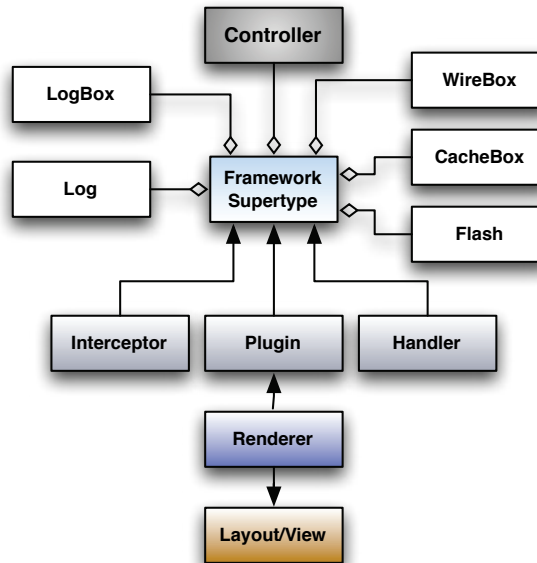 Controller
LogBox
WireBox
Log
Framework
Supertype
CacheBox
Flash
Interceptor
Plugin
Handler
Renderer
Layout/View